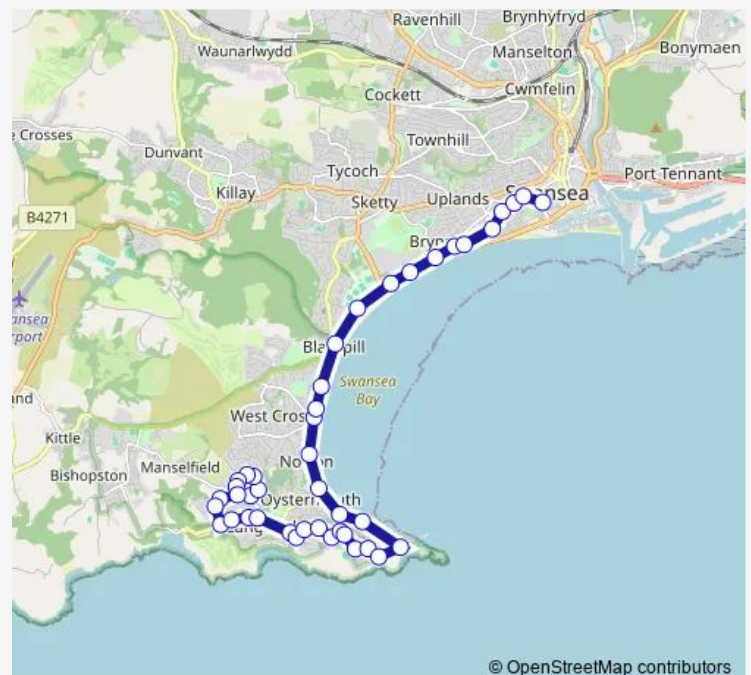 Ravenhill
Brynhyfryd
Waunarlwydd
Manselton
Bonymaen
Cockett
Cwmfelin
Crosses
Townhill
Dunvant
Tycoch
Port Tennant
Killay
Sketty
Uplands
B4271
Swansea
Bay
West Cros
Kittle
Manselfield
Bishopston
© OpenStreetMap contributors